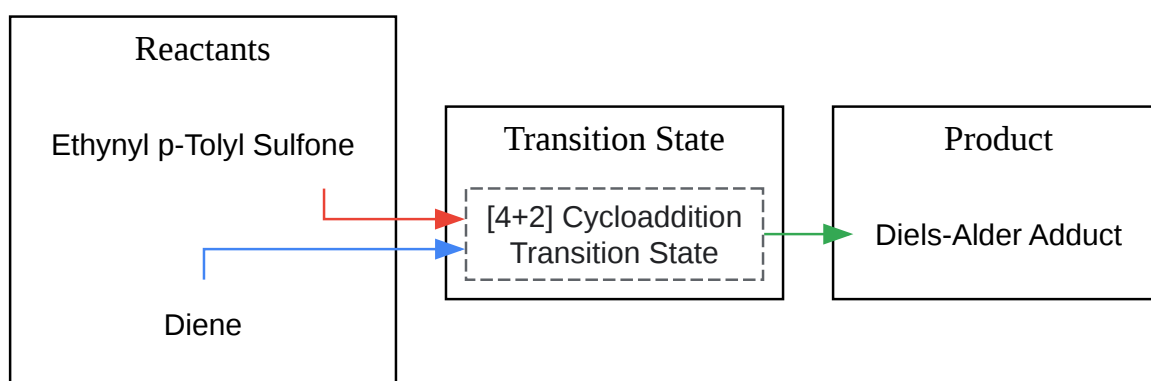 Reactants
Ethynyl p-Tolyl Sulfone
Diene
Transition State
[4+2] Cycloaddition
Transition State
Product
Diels-Alder Adduct